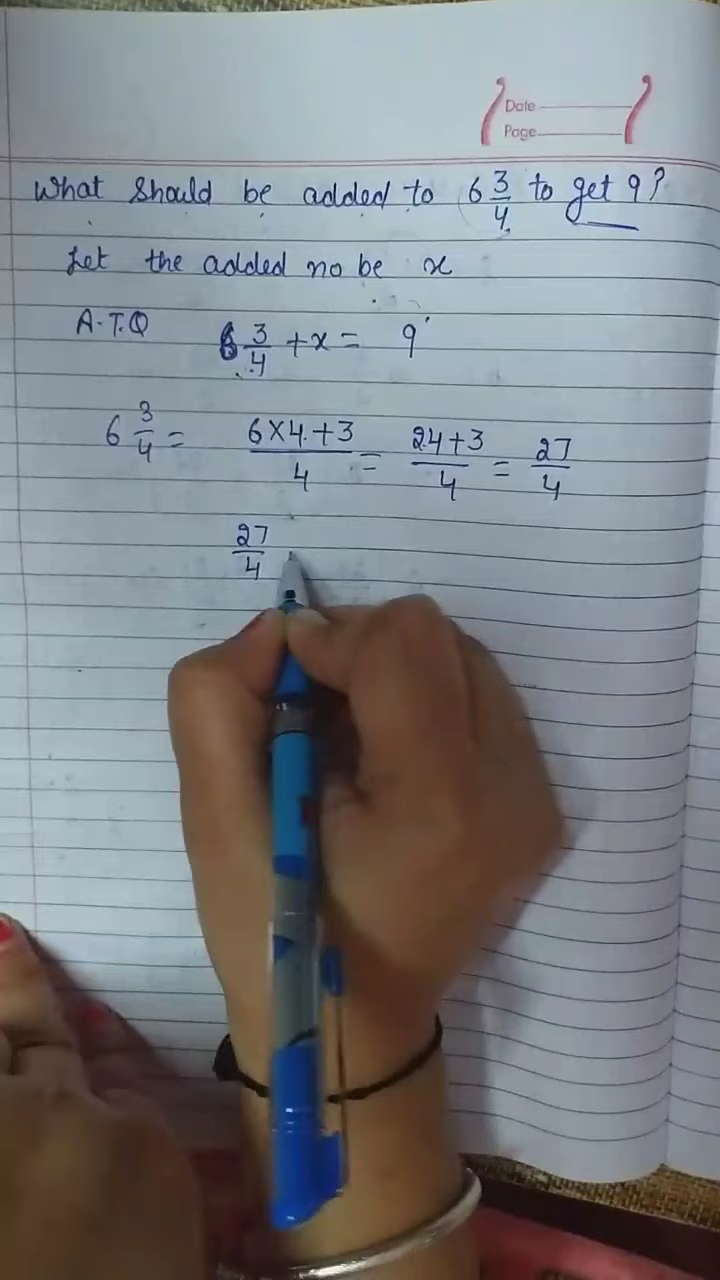 Date
Page
What should be added to 6 3/4 to get 9?
Let the added no be x
A.T.Q 6 3/4 + x = 9
6 3/4 = (6×4+3)/4 = (24+3)/4 = 27/4
27/4